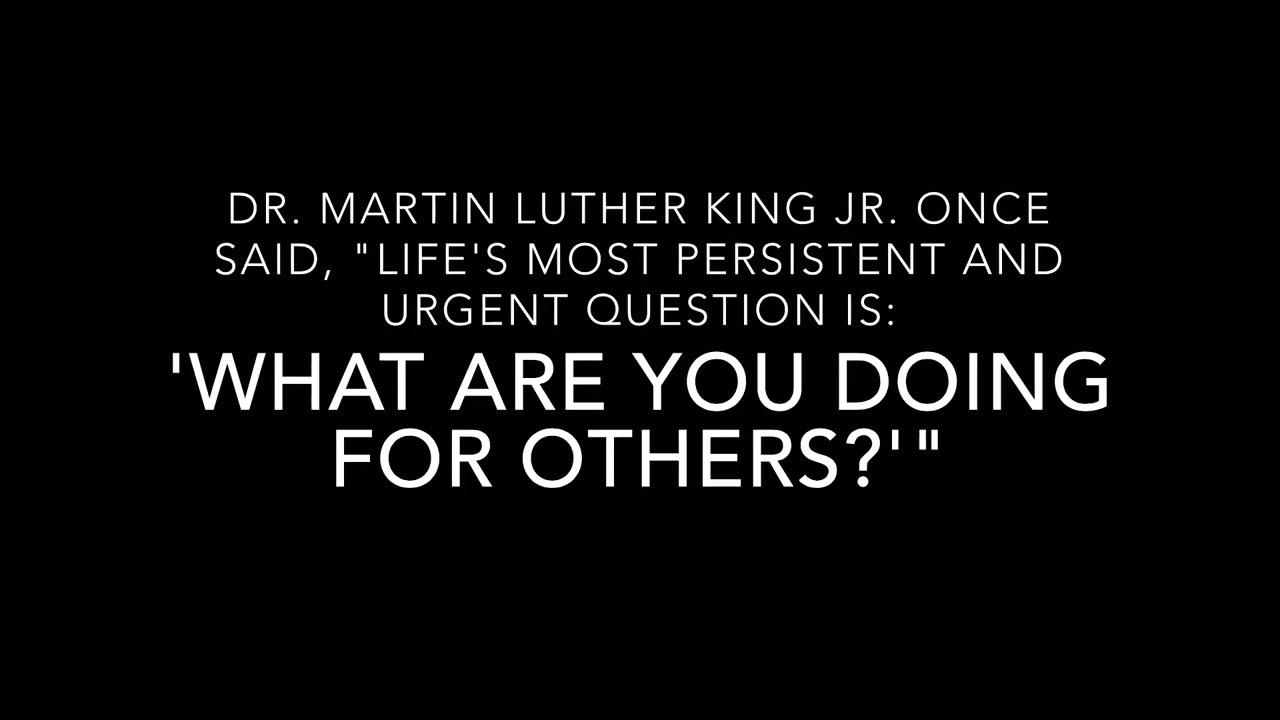 DR. MARTIN LUTHER KING JR. ONCE
SAID, "LIFE'S MOST PERSISTENT AND
URGENT QUESTION IS:
'WHAT ARE YOU DOING
FOR OTHERS?'"